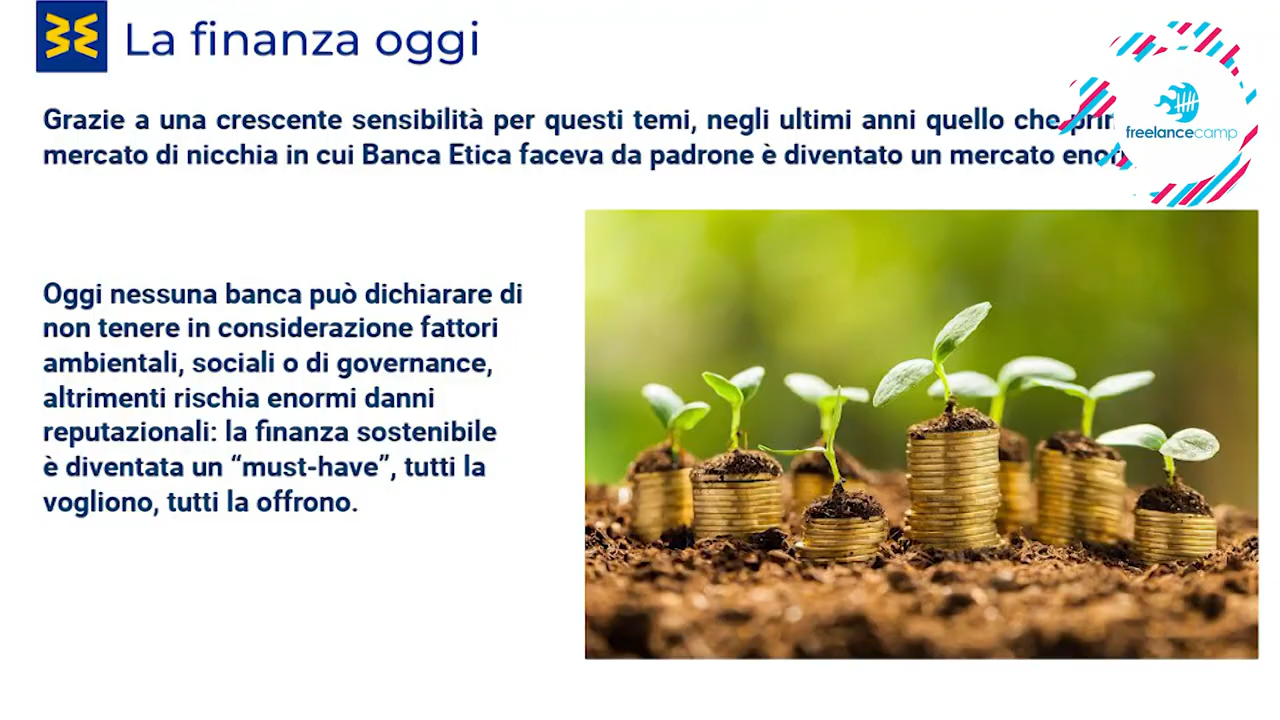 La finanza oggi
Grazie a una crescente sensibilità per questi temi, negli ultimi anni quello che
mercato di nicchia in cui Banca Etica faceva da padrone è diventato un mercato
freelancecamp
Oggi nessuna banca può dichiarare di
non tenere in considerazione fattori
ambientali, sociali o di governance,
altrimenti rischia enormi danni
reputazionali: la finanza sostenibile
è diventata un “must-have”, tutti la
vogliono, tutti la offrono.